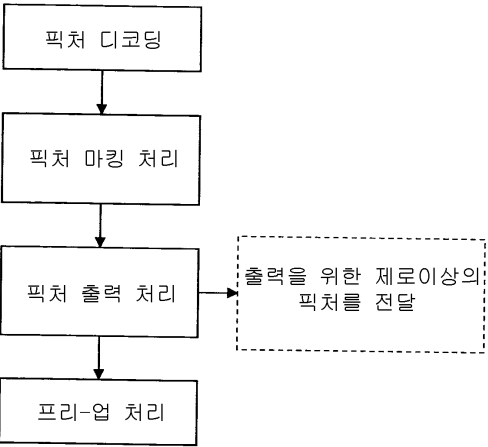 픽처 디코딩
픽처 마킹 처리
픽처 출력 처리
출력을 위한 제로이상의
픽처를 전달
프리-업 처리